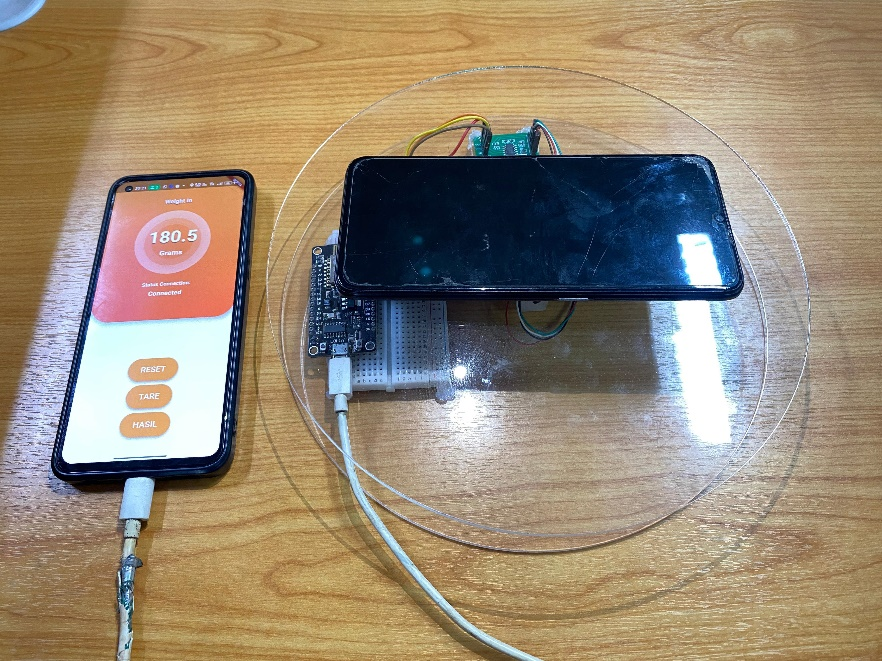 Weight In
180.5
Grams
Status Connection
Connected
RESET
TARE
HASIL